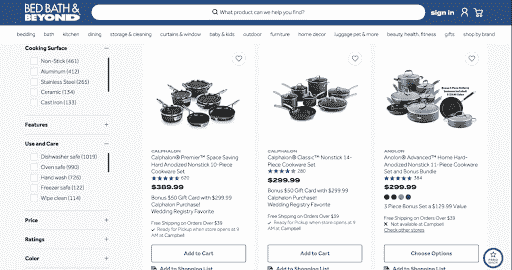 BED BATH &
BEYOND
What product can we help you find?
sign in
bedding bath kitchen dining storage & cleaning curtains & window baby & kids outdoor furniture home decor luggage, pet & more beauty, health, fitness gifts shop by brand
Cooking Surface
Non-Stick (461)
Aluminum (412)
Stainless Steel (265)
Ceramic (134)
Cast Iron (133)
Features +
Use and Care −
Dishwasher safe (1019)
Oven safe (990)
Hand wash (726)
Freezer safe (122)
Wipe clean (114)
Price +
Ratings +
Color −
CALPHALON
Calphalon® Premier™ Space Saving
Hard Anodized Nonstick 10-Piece
Cookware Set
620
$389.99
Bonus $50 Gift Card with $299.99
Calphalon Purchase!
Wedding Registry Favorite
Free Shipping on Orders Over $39
Ready for Pickup when store opens at 9
AM at Campbell
Add to Cart
Add to Shopping List
CALPHALON
Calphalon® Classic™ Nonstick 14-
Piece Cookware Set
280
$299.99
Bonus $50 Gift Card with $299.99
Calphalon Purchase!
Wedding Registry Favorite
Free Shipping on Orders Over $39
Ready for Pickup when store opens at 9
AM at Campbell
Add to Cart
Add to Shopping List
ANOLON
Anolon® Advanced™ Home Hard-
Anodized Nonstick 11-Piece Cookware
Set and Bonus Bundle
384
$299.99
3 Piece Bonus Set a $129.99 Value
Free Shipping on Orders Over $39
Not available at Campbell
Check other stores
Choose Options
Add to Shopping List